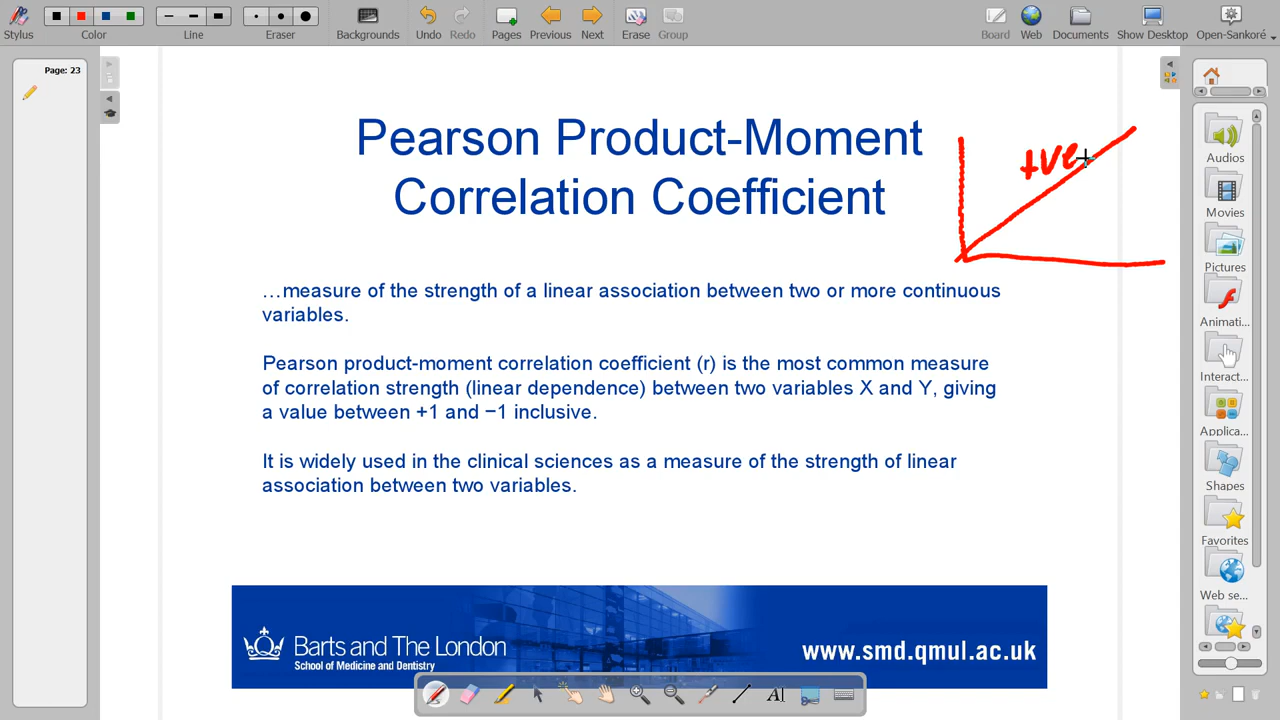 Stylus
Color
Line
Eraser
Backgrounds
Undo
Redo
Pages
Previous
Next
Erase
Group
Board
Web
Documents
Show Desktop
Open-Sankoré
Page: 23
Pearson Product-Moment
Correlation Coefficient
+ve
…measure of the strength of a linear association between two or more continuous
variables.
Pearson product-moment correlation coefficient (r) is the most common measure
of correlation strength (linear dependence) between two variables X and Y, giving
a value between +1 and −1 inclusive.
It is widely used in the clinical sciences as a measure of the strength of linear
association between two variables.
Barts and The London
School of Medicine and Dentistry
www.smd.qmul.ac.uk
Audios
Movies
Pictures
Animati...
Interact...
Applica...
Shapes
Favorites
Web se...
AI